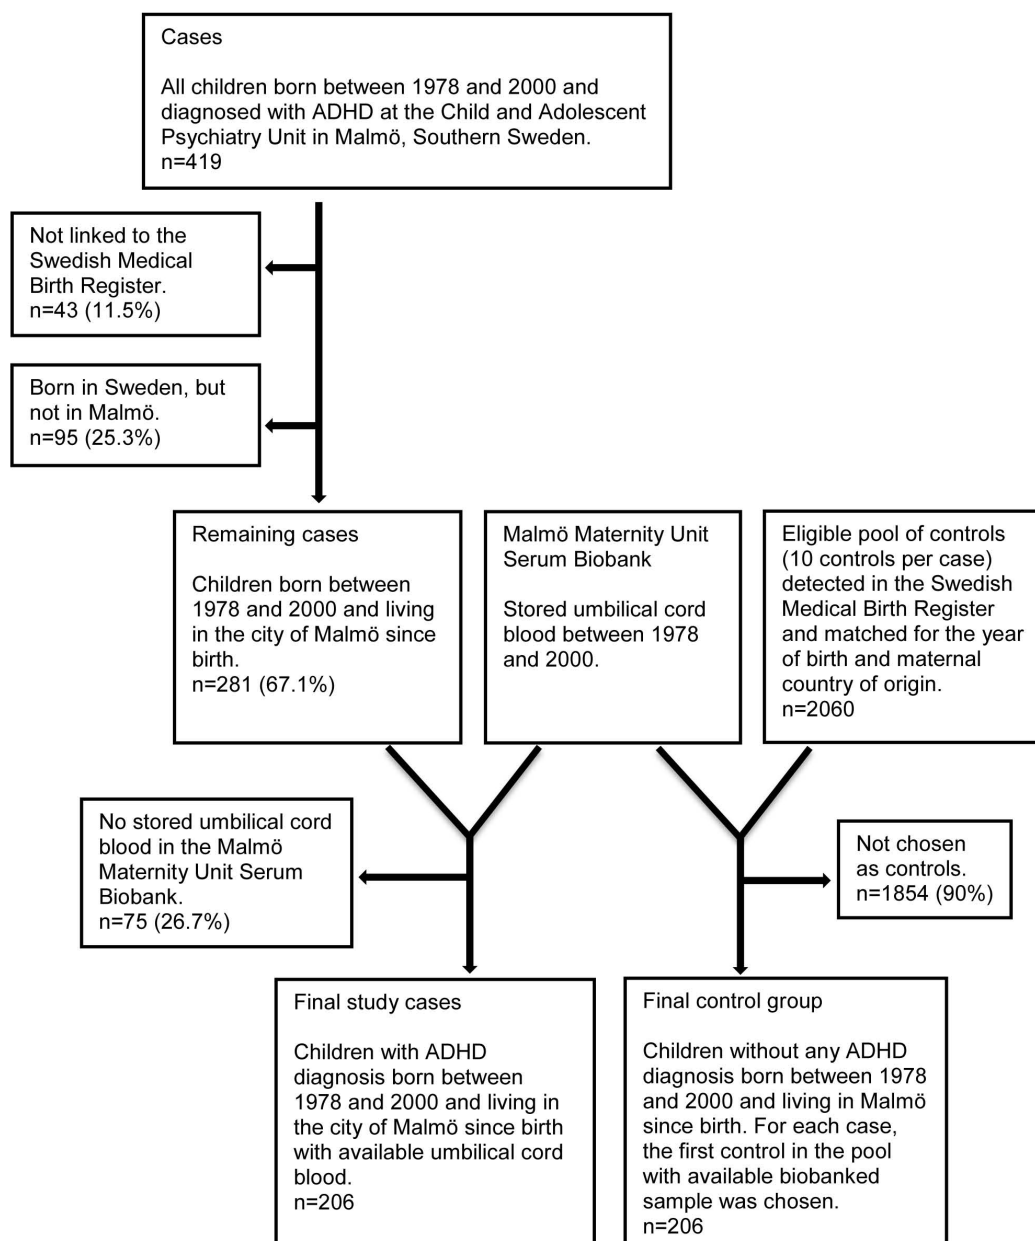 Cases
All children born between 1978 and 2000 and
diagnosed with ADHD at the Child and Adolescent
Psychiatry Unit in Malmö, Southern Sweden.
n=419
Not linked to the
Swedish Medical
Birth Register.
n=43 (11.5%)
Born in Sweden, but
not in Malmö.
n=95 (25.3%)
Remaining cases
Children born between
1978 and 2000 and living
in the city of Malmö since
birth.
n=281 (67.1%)
Malmö Maternity Unit
Serum Biobank
Stored umbilical cord
blood between 1978
and 2000.
Eligible pool of controls
(10 controls per case)
detected in the Swedish
Medical Birth Register
and matched for the year
of birth and maternal
country of origin.
n=2060
No stored umbilical cord
blood in the Malmö
Maternity Unit Serum
Biobank.
n=75 (26.7%)
Not chosen
as controls.
n=1854 (90%)
Final study cases
Children with ADHD
diagnosis born between
1978 and 2000 and living in
the city of Malmö since birth
with available umbilical cord
blood.
n=206
Final control group
Children without any ADHD
diagnosis born between 1978
and 2000 and living in Malmö
since birth. For each case,
the first control in the pool
with available biobanked
sample was chosen.
n=206